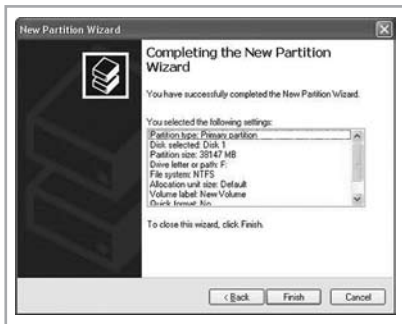 New Partition Wizard
Completing the New Partition
Wizard
You have successfully completed the New Partition Wizard.
You selected the following settings:
Partition type: Primary partition
Disk selected: Disk 1
Partition size: 38147 MB
Drive letter or path: F:
File system: NTFS
Allocation unit size: Default
Volume label: New Volume
Quick format: No
To close this wizard, click Finish.
< Back
Finish
Cancel